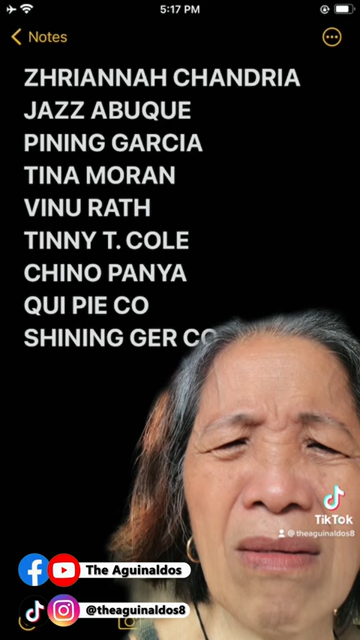 5:17 PM
Notes
ZHRIANNAH CHANDRIA
JAZZ ABUQUE
PINING GARCIA
TINA MORAN
VINU RATH
TINNY T. COLE
CHINO PANYA
QUI PIE CO
SHINING GER CO
TikTok
@theaguinaldos8
The Aguinaldos
@theaguinaldos8